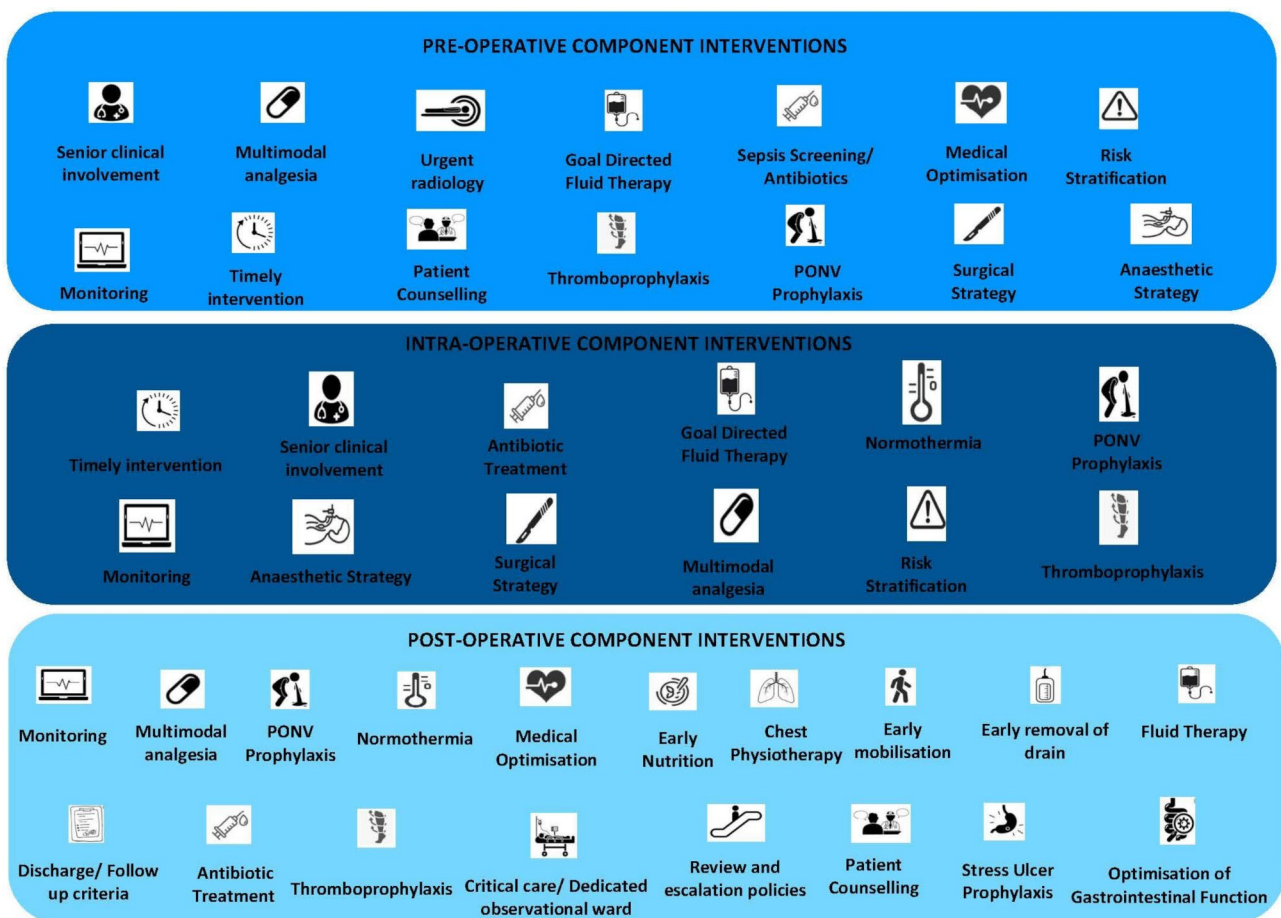 PRE-OPERATIVE COMPONENT INTERVENTIONS
Senior clinical
involvement
Multimodal
analgesia
Urgent
radiology
Goal Directed
Fluid Therapy
Sepsis Screening/
Antibiotics
Medical
Optimisation
Risk
Stratification
Monitoring
Timely
intervention
Patient
Counselling
Thromboprophylaxis
PONV
Prophylaxis
Surgical
Strategy
Anaesthetic
Strategy
INTRA-OPERATIVE COMPONENT INTERVENTIONS
Timely intervention
Senior clinical
involvement
Antibiotic
Treatment
Goal Directed
Fluid Therapy
Normothermia
PONV
Prophylaxis
Monitoring
Anaesthetic Strategy
Surgical
Strategy
Multimodal
analgesia
Risk
Stratification
Thromboprophylaxis
POST-OPERATIVE COMPONENT INTERVENTIONS
Monitoring
Multimodal
analgesia
PONV
Prophylaxis
Normothermia
Medical
Optimisation
Early
Nutrition
Chest
Physiotherapy
Early
mobilisation
Early removal of
drain
Fluid Therapy
Discharge/ Follow
up criteria
Antibiotic
Treatment
Thromboprophylaxis
Critical care/ Dedicated
observational ward
Review and
escalation policies
Patient
Counselling
Stress Ulcer
Prophylaxis
Optimisation of
Gastrointestinal Function